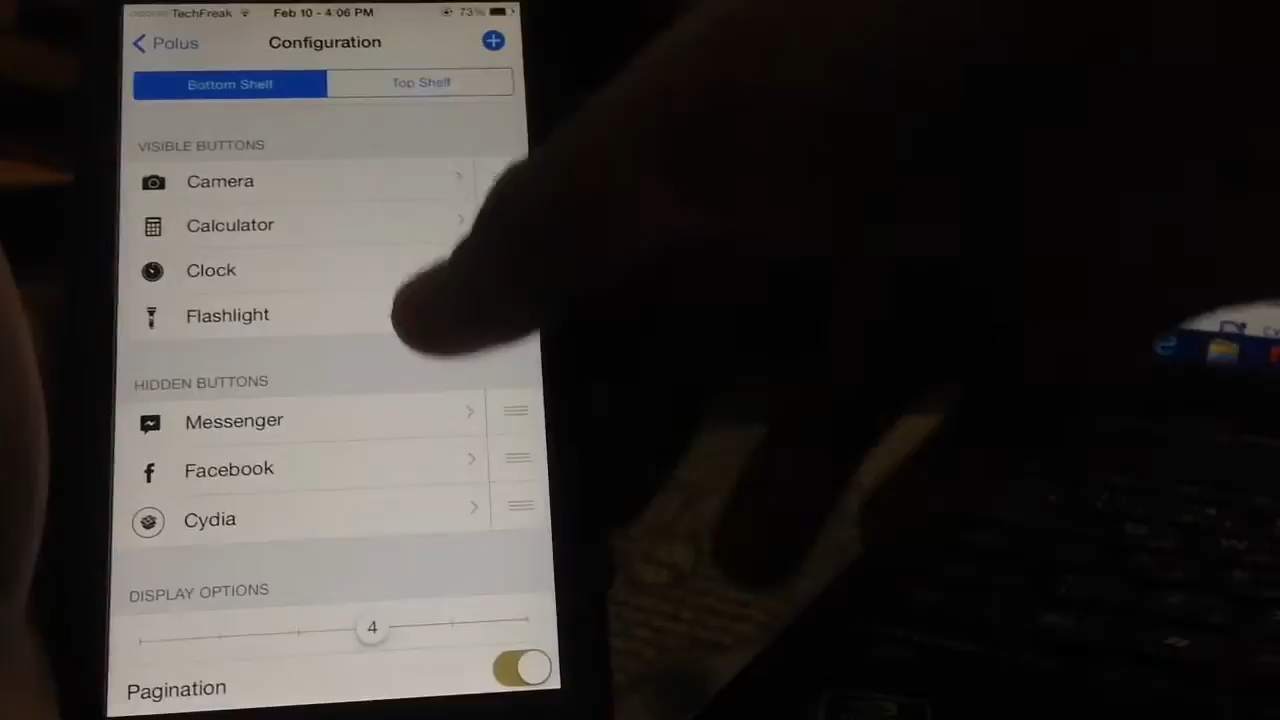 TechFreak Feb 10 - 4:06 PM 73%
Polus Configuration
Bottom Shelf Top Shelf
VISIBLE BUTTONS
Camera
Calculator
Clock
Flashlight
HIDDEN BUTTONS
Messenger
Facebook
Cydia
DISPLAY OPTIONS
4
Pagination